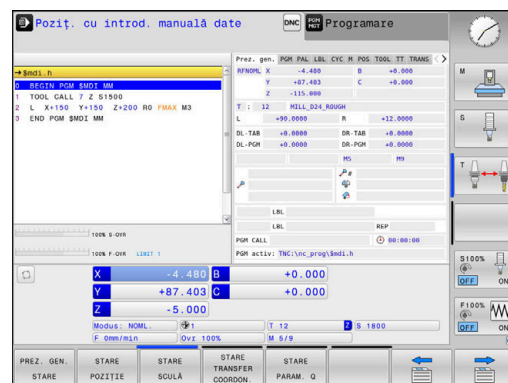 Poziţ. cu introd. manuală date
DNC
Programare
→$mdi.h
0 BEGIN PGM $MDI MM
1 TOOL CALL 7 Z S1500
2 L X+150 Y+150 Z+200 R0 FMAX M3
3 END PGM $MDI MM
100% S-OVR
100% F-OVR LIMIT 1
Prez. gen. PGM PAL LBL CYC M POS TOOL TT TRANS
RFNOML X -4.480 B +0.000
Y +87.403 C +0.000
Z -115.000
T : 12 MILL_D24_ROUGH
L +90.0000 R +12.0000
DL-TAB +0.0000 DR-TAB +0.0000
DL-PGM +0.0000 DR-PGM +0.0000
M5 M9
LBL
LBL REP
PGM CALL 00:00:00
PGM activ: TNC:\nc_prog\$mdi.h
X -4.480 B +0.000
Y +87.403 C +0.000
Z -5.000
Modus: NOML. 1 T 12 Z S 1800
F 0mm/min Ovr 100% M 5/9
M
S
T
S100%
OFF ON
F100%
OFF ON
PREZ. GEN. STARE
STARE POZIŢIE
STARE SCULĂ
STARE TRANSFER COORDON.
STARE PARAM. Q